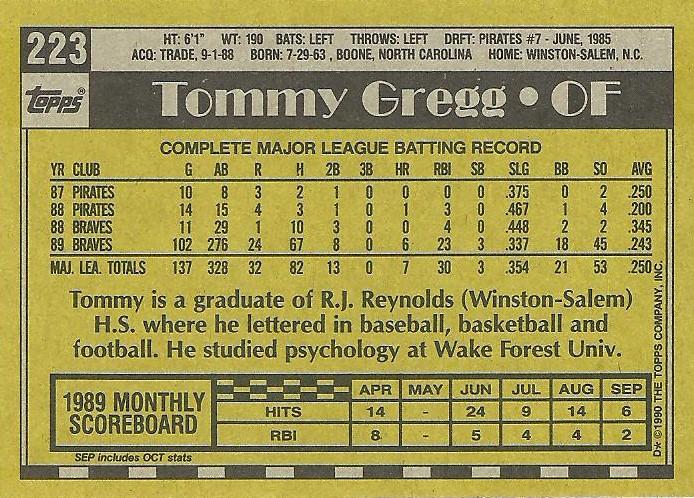 223
HT: 6'1" WT: 190 BATS: LEFT THROWS: LEFT DRFT: PIRATES #7 - JUNE, 1985
ACQ: TRADE, 9-1-88 BORN: 7-29-63 , BOONE, NORTH CAROLINA HOME: WINSTON-SALEM, N.C.
TOPPS®
Tommy Gregg • OF
COMPLETE MAJOR LEAGUE BATTING RECORD
YR CLUB G AB R H 2B 3B HR RBI SB SLG BB SO AVG
87 PIRATES 10 8 3 2 1 0 0 0 0 .375 0 2 .250
88 PIRATES 14 15 4 3 1 0 1 3 0 .467 1 4 .200
88 BRAVES 11 29 1 10 3 0 0 4 0 .448 2 2 .345
89 BRAVES 102 276 24 67 8 0 6 23 3 .337 18 45 .243
MAJ. LEA. TOTALS 137 328 32 82 13 0 7 30 3 .354 21 53 .250
Tommy is a graduate of R.J. Reynolds (Winston-Salem)
H.S. where he lettered in baseball, basketball and
football. He studied psychology at Wake Forest Univ.
1989 MONTHLY
SCOREBOARD
APR MAY JUN JUL AUG SEP
HITS 14 - 24 9 14 6
RBI 8 - 5 4 4 2
SEP includes OCT stats
D* © 1990 THE TOPPS COMPANY, INC.